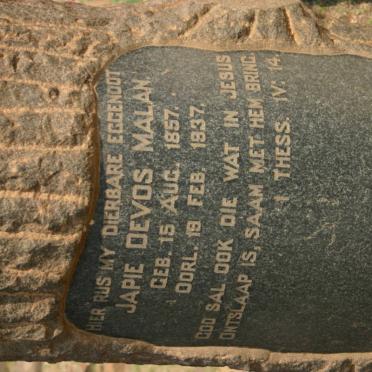 HIER RUS MY DIERBARE EGGENOOT
JAPIE DEVOS MALAN
GEB. 15 AUG. 1857.
OORL. 19 FEB. 1937.
GOD SAL OOK DIE WAT IN JESUS
ONTSLAAP IS, SAAM MET HEM BRING.
I THESS. IV: 14.